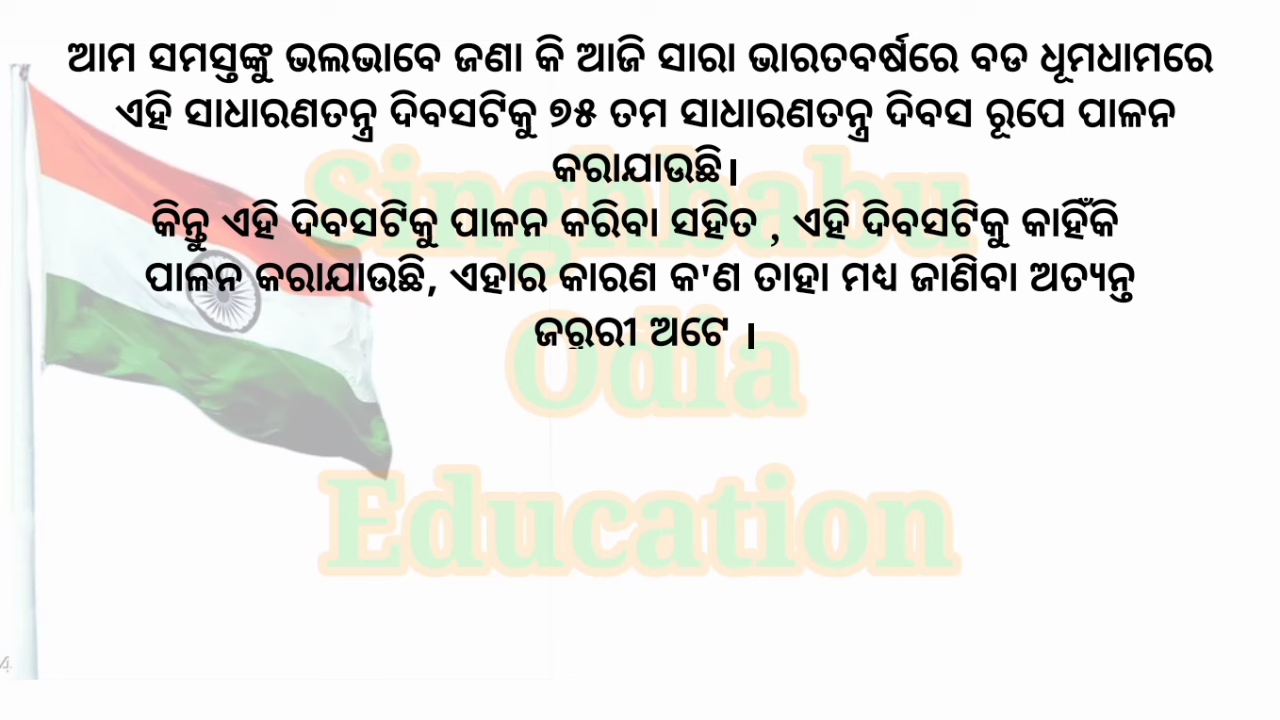 ଆମ ସମସ୍ତଙ୍କୁ ଭଲଭାବେ ଜଣା କି ଆଜି ସାରା ଭାରତବର୍ଷରେ ବଡ ଧୂମଧାମରେ
ଏହି ସାଧାରଣତନ୍ତ୍ର ଦିବସଟିକୁ ୭୫ ତମ ସାଧାରଣତନ୍ତ୍ର ଦିବସ ରୂପେ ପାଳନ
କରାଯାଉଛି।
କିନ୍ତୁ ଏହି ଦିବସଟିକୁ ପାଳନ କରିବା ସହିତ , ଏହି ଦିବସଟିକୁ କାହିଁକି
ପାଳନ କରାଯାଉଛି, ଏହାର କାରଣ କ'ଣ ତାହା ମଧ୍ୟ ଜାଣିବା ଅତ୍ୟନ୍ତ
ଜରୁରୀ ଅଟେ ।
Singhbabu
Odia
Education
4